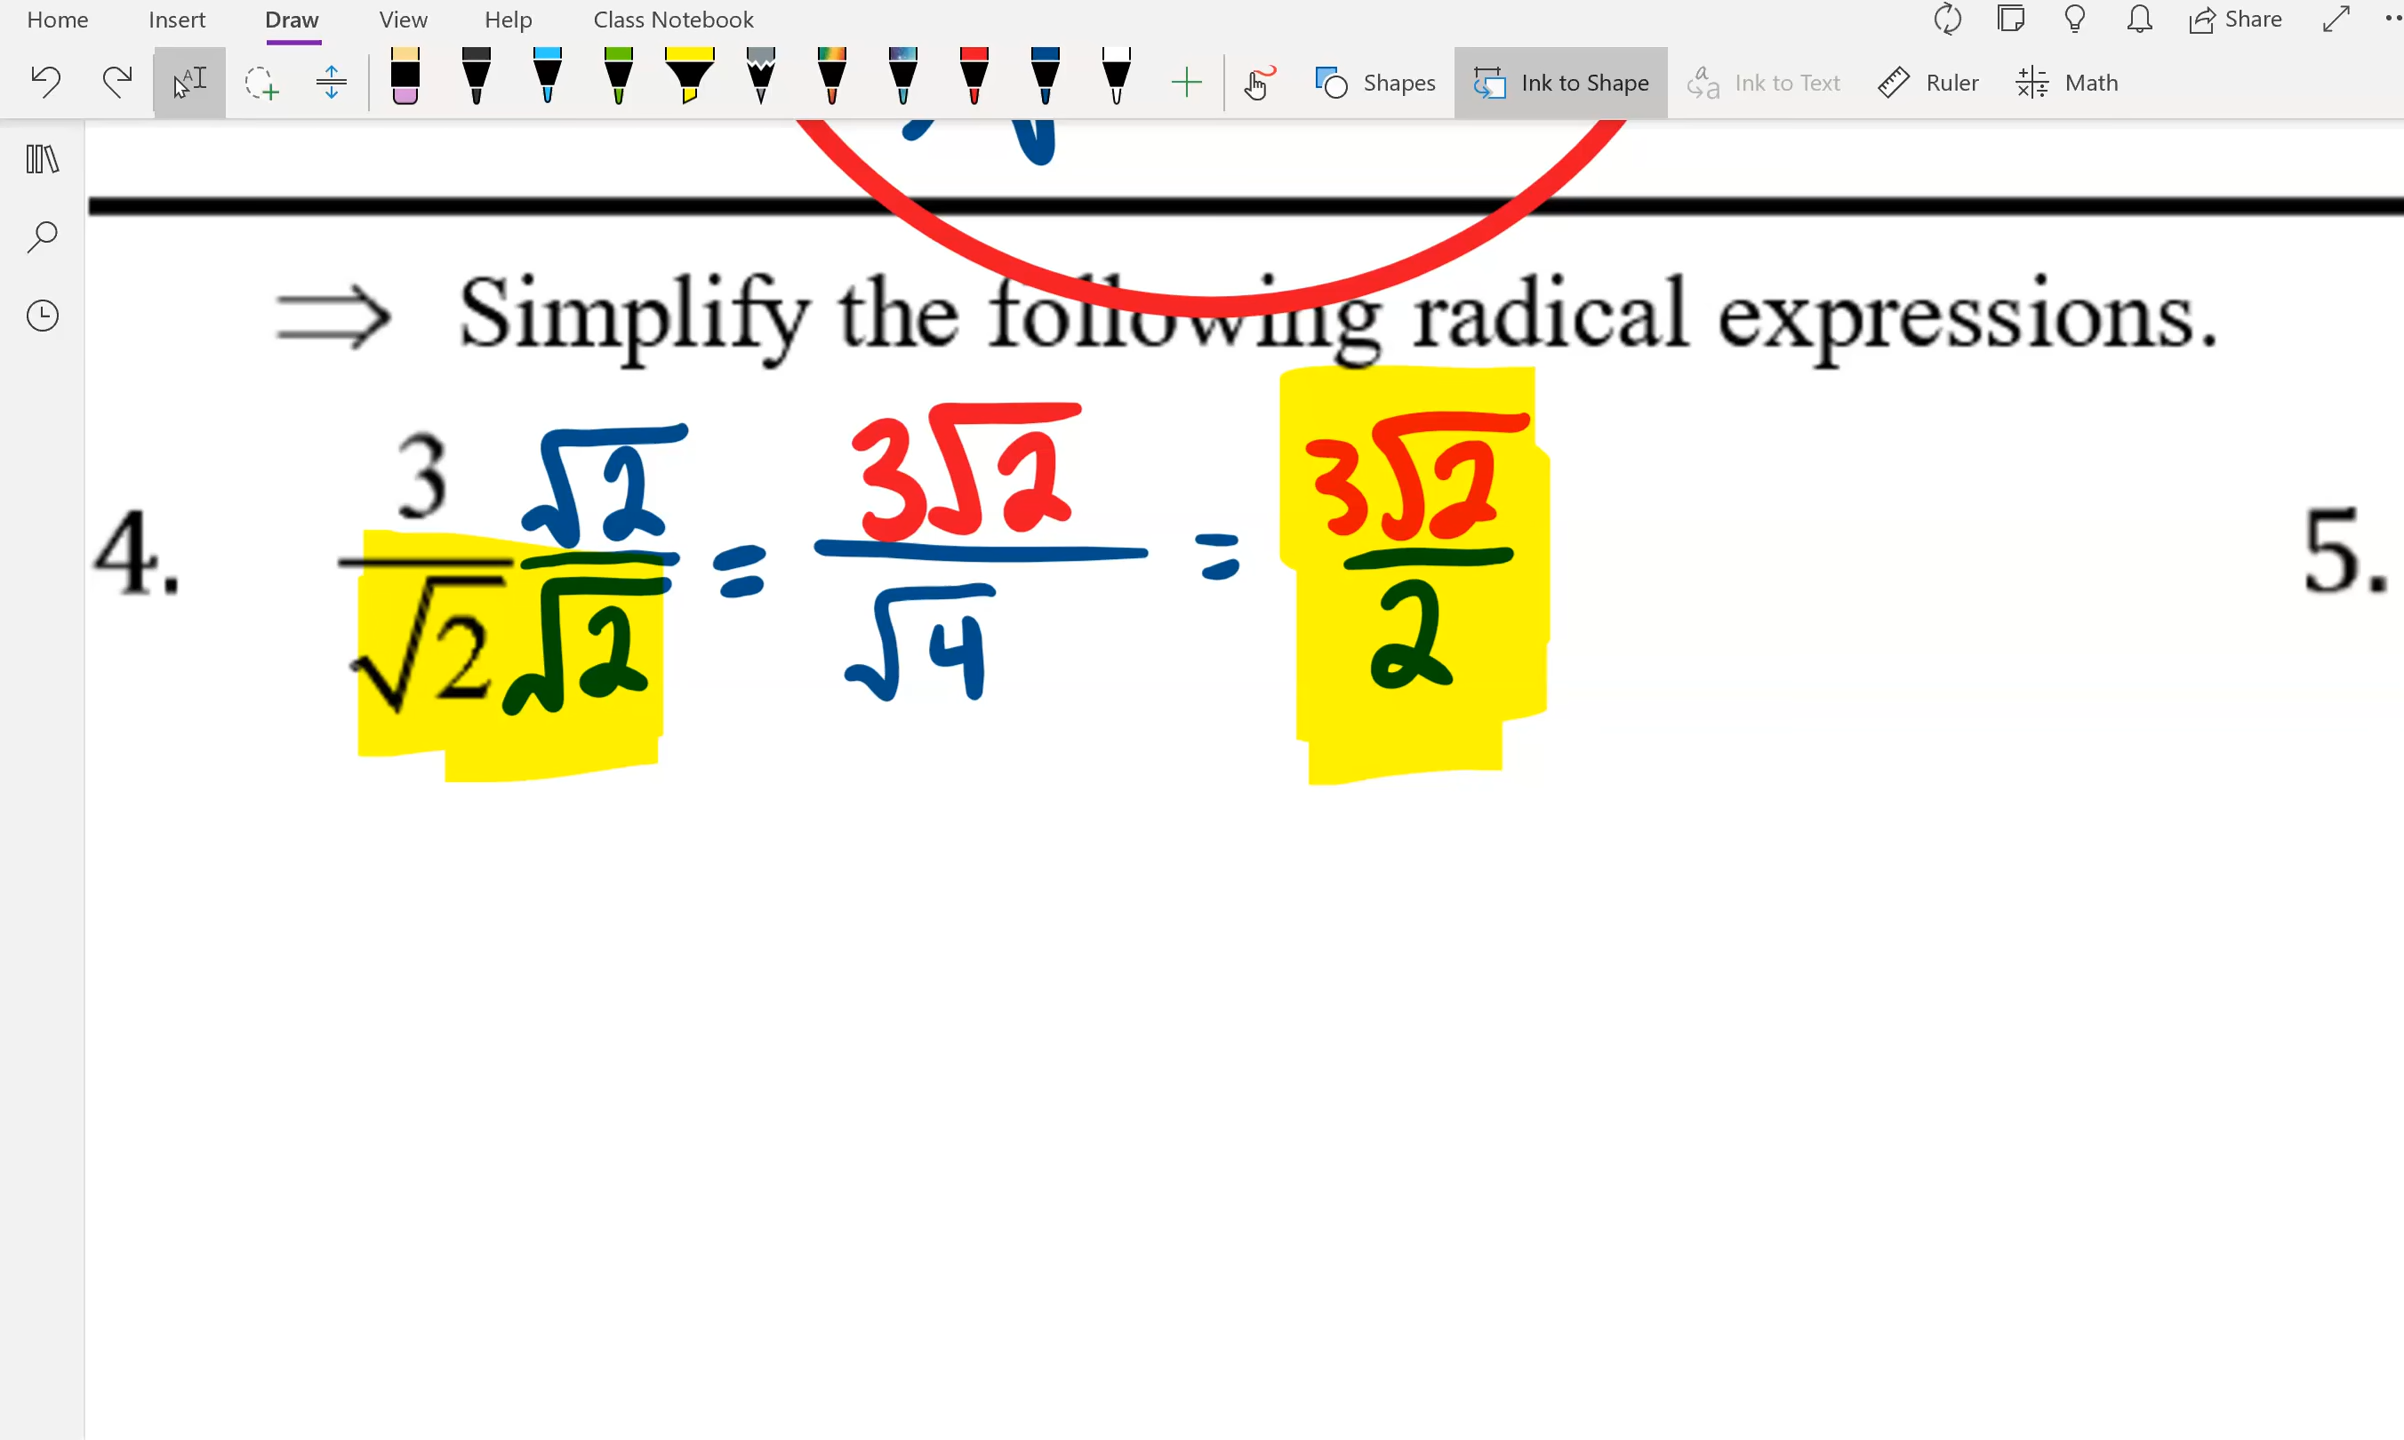 Home Insert Draw View Help Class Notebook Share
Shapes Ink to Shape Ink to Text Ruler Math
⇒ Simplify the following radical expressions.
4. 3/√2 √2/√2 = 3√2/√4 = 3√2/2 5.